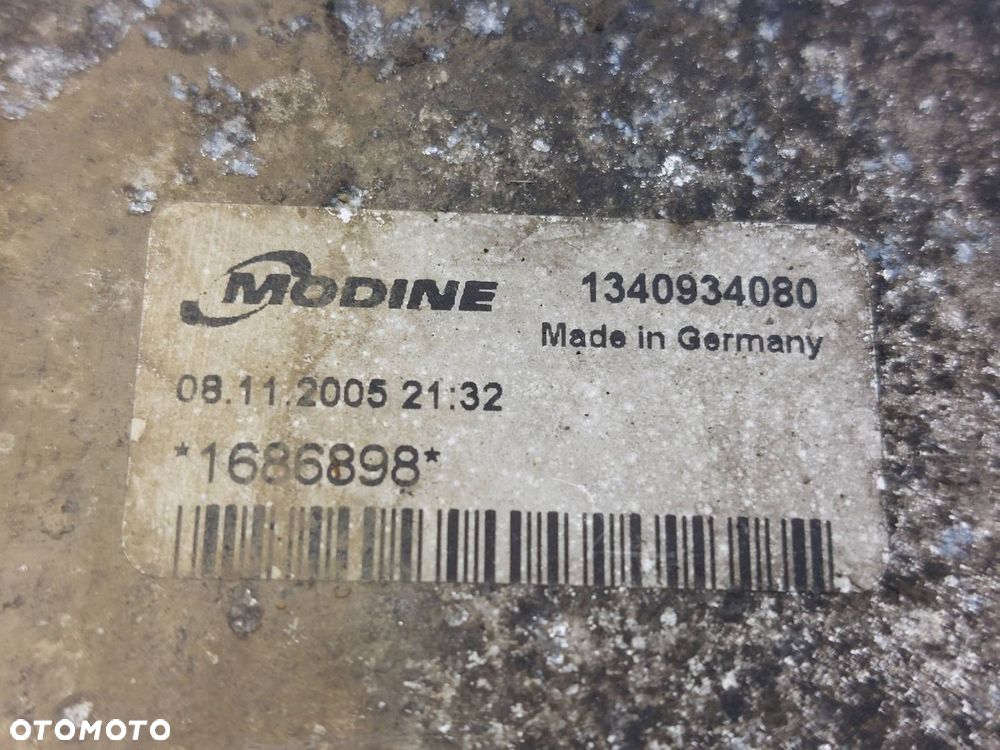 MODINE 1340934080
Made in Germany
08.11.2005 21:32
*1686898*
OTOMOTO